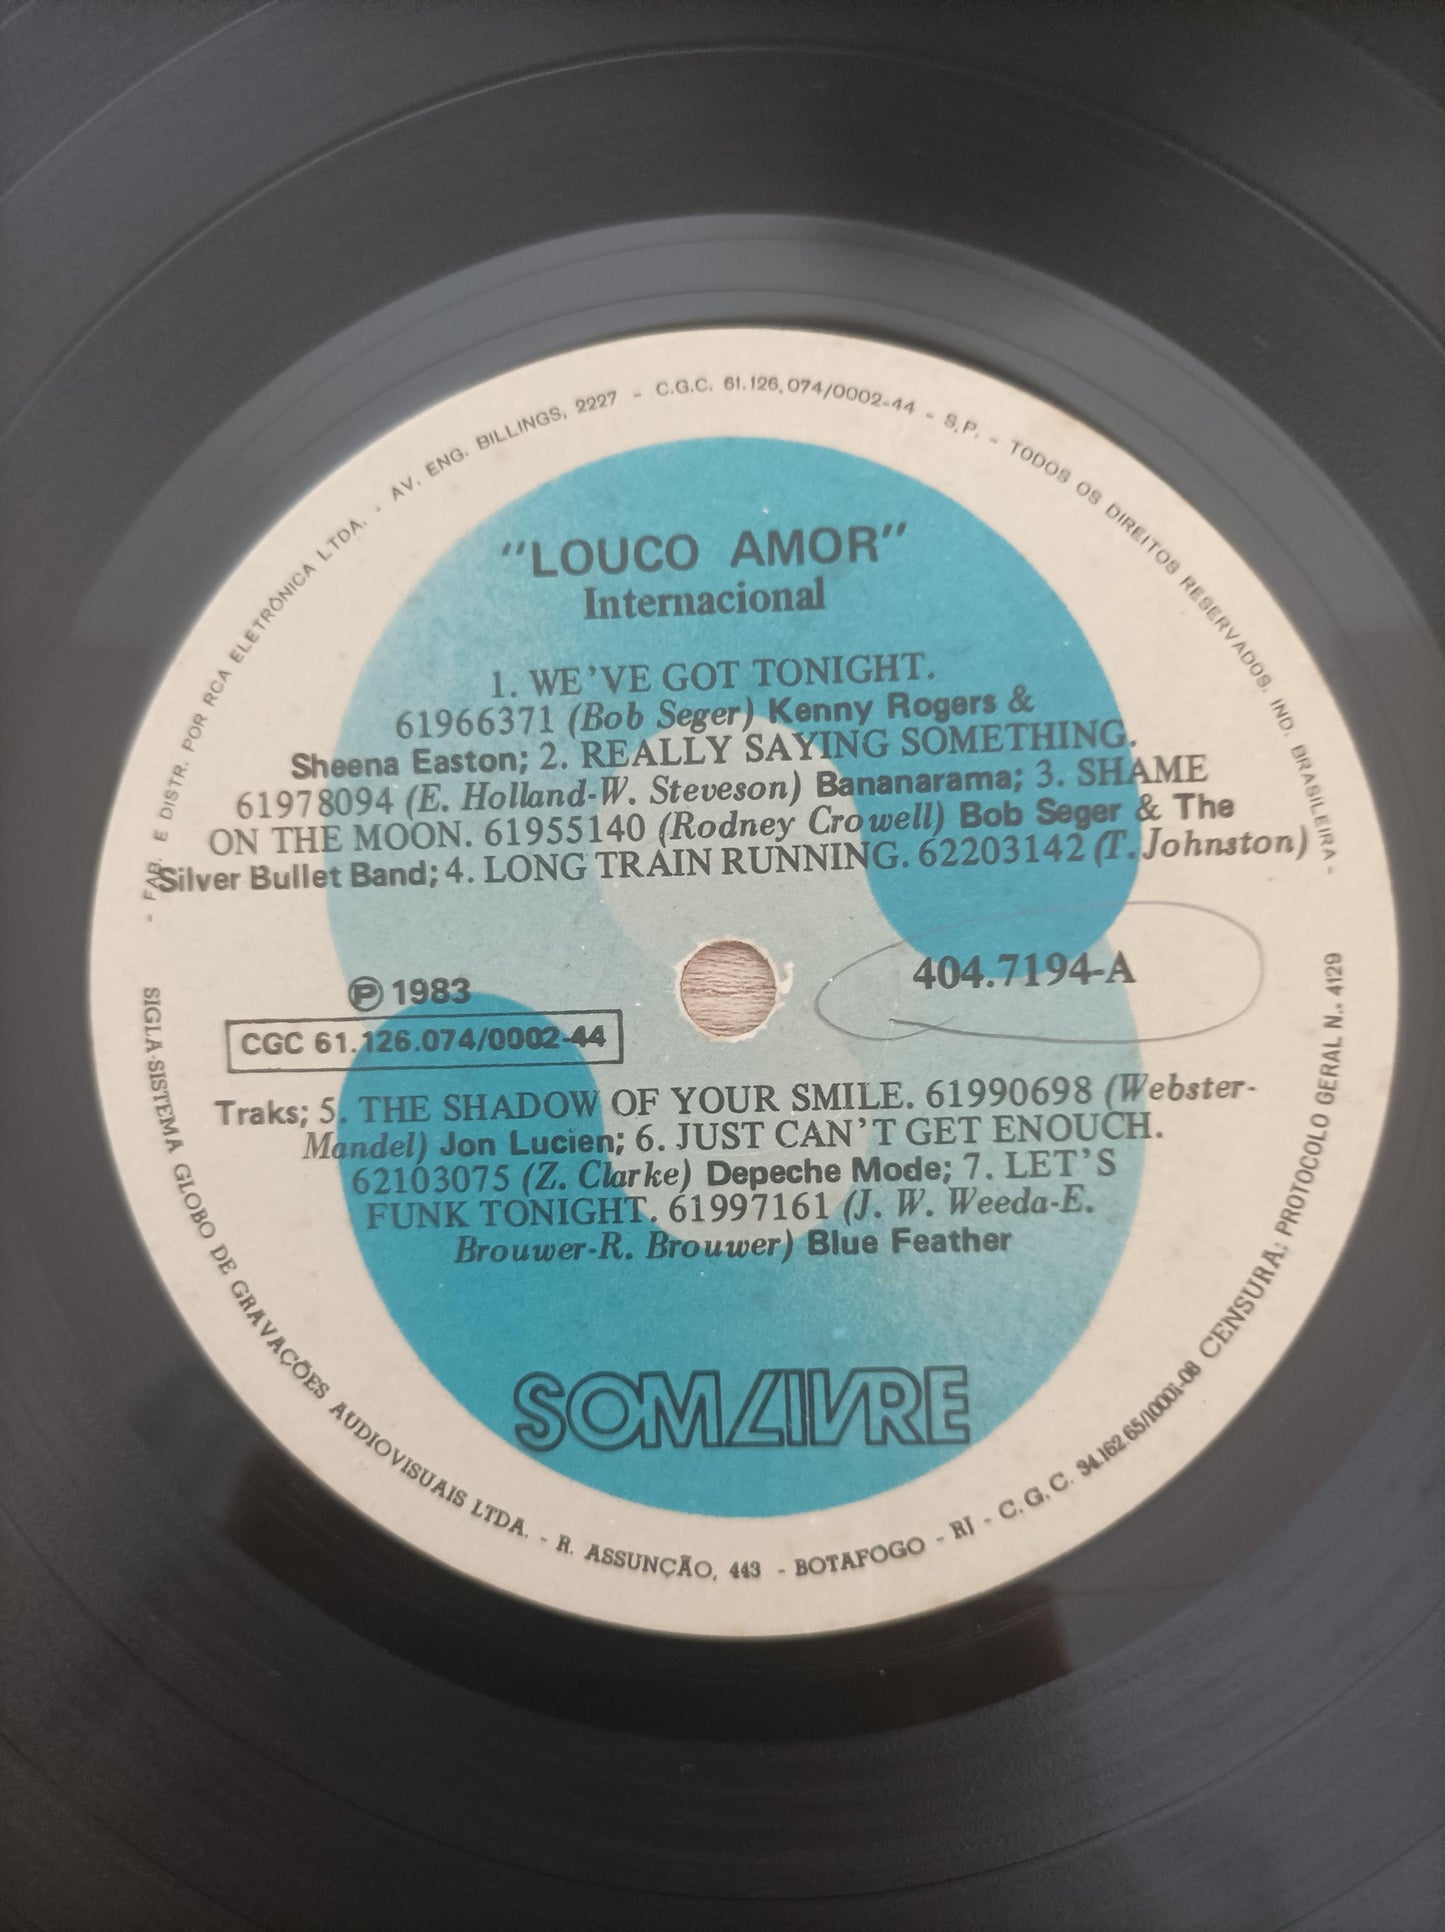 - FAB. E DISTR. POR RCA ELETRÔNICA LTDA. - AV. ENG. BILLINGS, 2227 - C.G.C. 61.126.074/0002-44 - S.P. - TODOS OS DIREITOS RESERVADOS. IND. BRASILEIRA -
"LOUCO AMOR"
Internacional
1. WE'VE GOT TONIGHT.
61966371 (Bob Seger) Kenny Rogers &
Sheena Easton; 2. REALLY SAYING SOMETHING.
61978094 (E. Holland-W. Steveson) Bananarama; 3. SHAME
ON THE MOON. 61955140 (Rodney Crowell) Bob Seger & The
Silver Bullet Band; 4. LONG TRAIN RUNNING. 62203142 (T. Johnston)
℗ 1983
404.7194-A
CGC 61.126.074/0002-44
Traks; 5. THE SHADOW OF YOUR SMILE. 61990698 (Webster-
Mandel) Jon Lucien; 6. JUST CAN'T GET ENOUCH.
62103075 (Z. Clarke) Depeche Mode; 7. LET'S
FUNK TONIGHT. 61997161 (J. W. Weeda-E.
Brouwer-R. Brouwer) Blue Feather
SOM LIVRE
SIGLA-SISTEMA GLOBO DE GRAVAÇÕES AUDIOVISUAIS LTDA. - R. ASSUNÇÃO, 443 - BOTAFOGO - RJ - C.G.C. 34.162.65/10001-08 CENSURA: PROTOCOLO GERAL N.. 4129